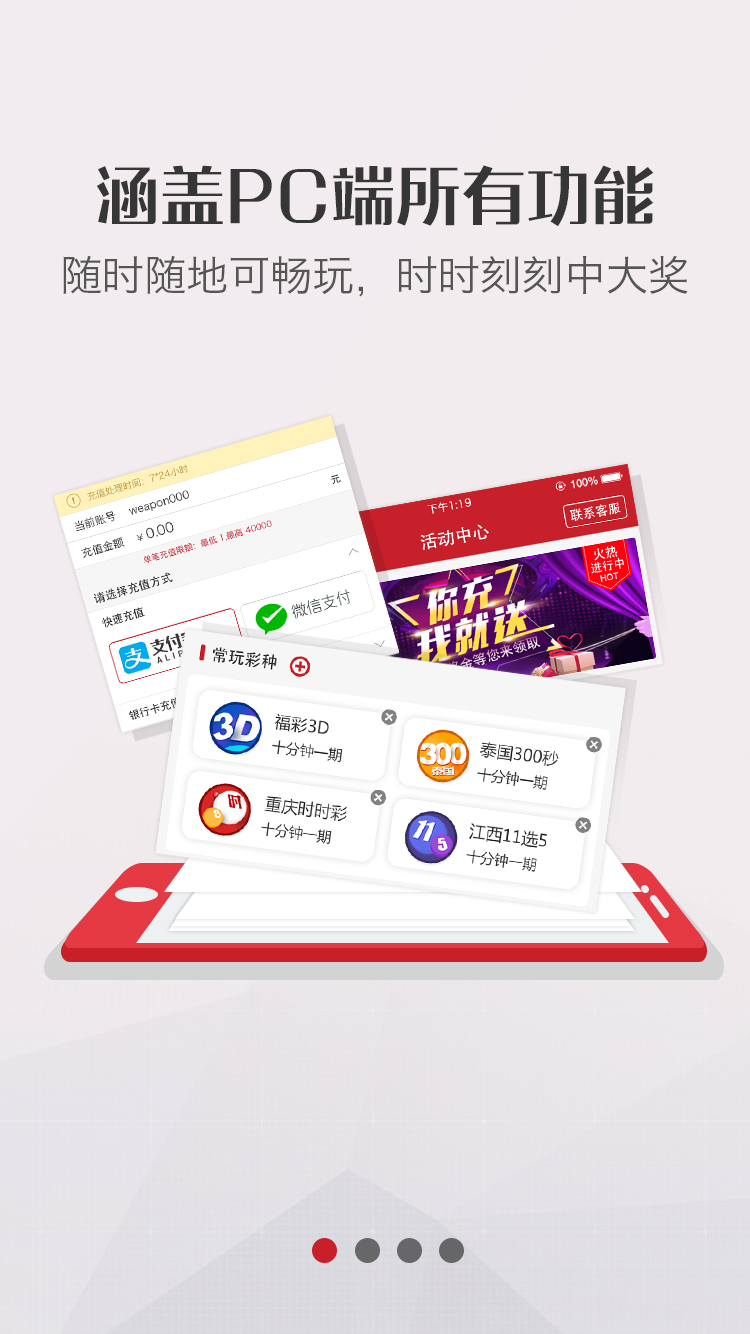 涵盖PC端所有功能
随时随地可畅玩，时时刻刻中大奖
充值处理时间：7*24小时
当前账号 weapon000
充值金额 ￥0.00 元
单笔充值限额：最低 1,最高 40000
请选择充值方式
快速充值
支付
ALIP
微信支付
银行卡充值
下午1:19 100%
活动中心 联系客服
火热
进行中
HOT
你充
我就送
金等您来领取
常玩彩种
3D 福彩3D
十分钟一期
300 泰国 泰国300秒
十分钟一期
时 8 重庆时时彩
十分钟一期
11 5 江西11选5
十分钟一期